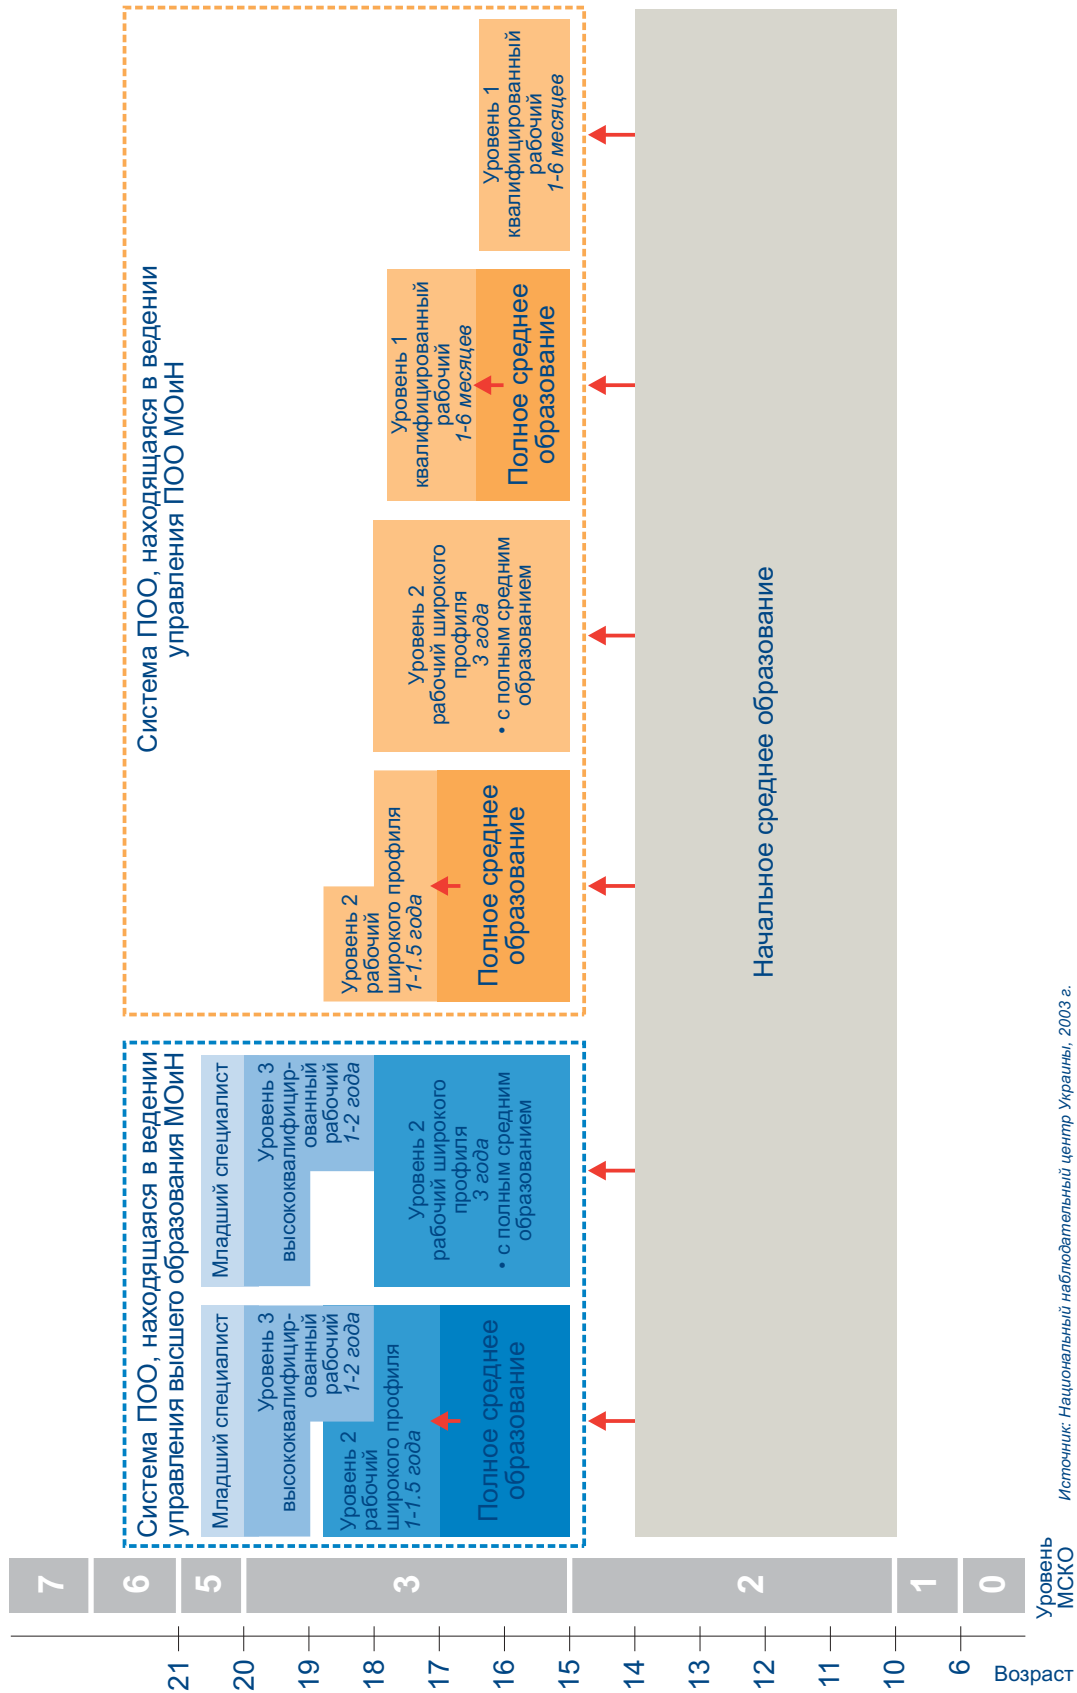 Система ПОО, находящаяся в ведении
управления высшего образования МОиН
Младший специалист
Уровень 3
высококвалифицир-
ованный
рабочий
1-2 года
Уровень 2
рабочий
широкого профиля
1-1.5 года
Полное среднее
образование
Младший специалист
Уровень 3
высококвалифицир-
ованный
рабочий
1-2 года
Уровень 2
рабочий широкого
профиля
3 года
• с полным средним
образованием
Система ПОО, находящаяся в ведении
управления ПОО МОиН
Уровень 2
рабочий
широкого профиля
1-1.5 года
Полное среднее
образование
Уровень 2
рабочий широкого
профиля
3 года
• с полным средним
образованием
Уровень 1
квалифицированный
рабочий
1-6 месяцев
Полное среднее
образование
Уровень 1
квалифицированный
рабочий
1-6 месяцев
Начальное среднее образование
7
6
5
3
2
1
0
Уровень
МСКО
21
20
19
18
17
16
15
14
13
12
11
10
6
Возраст
Источник: Национальный наблюдательный центр Украины, 2003 г.